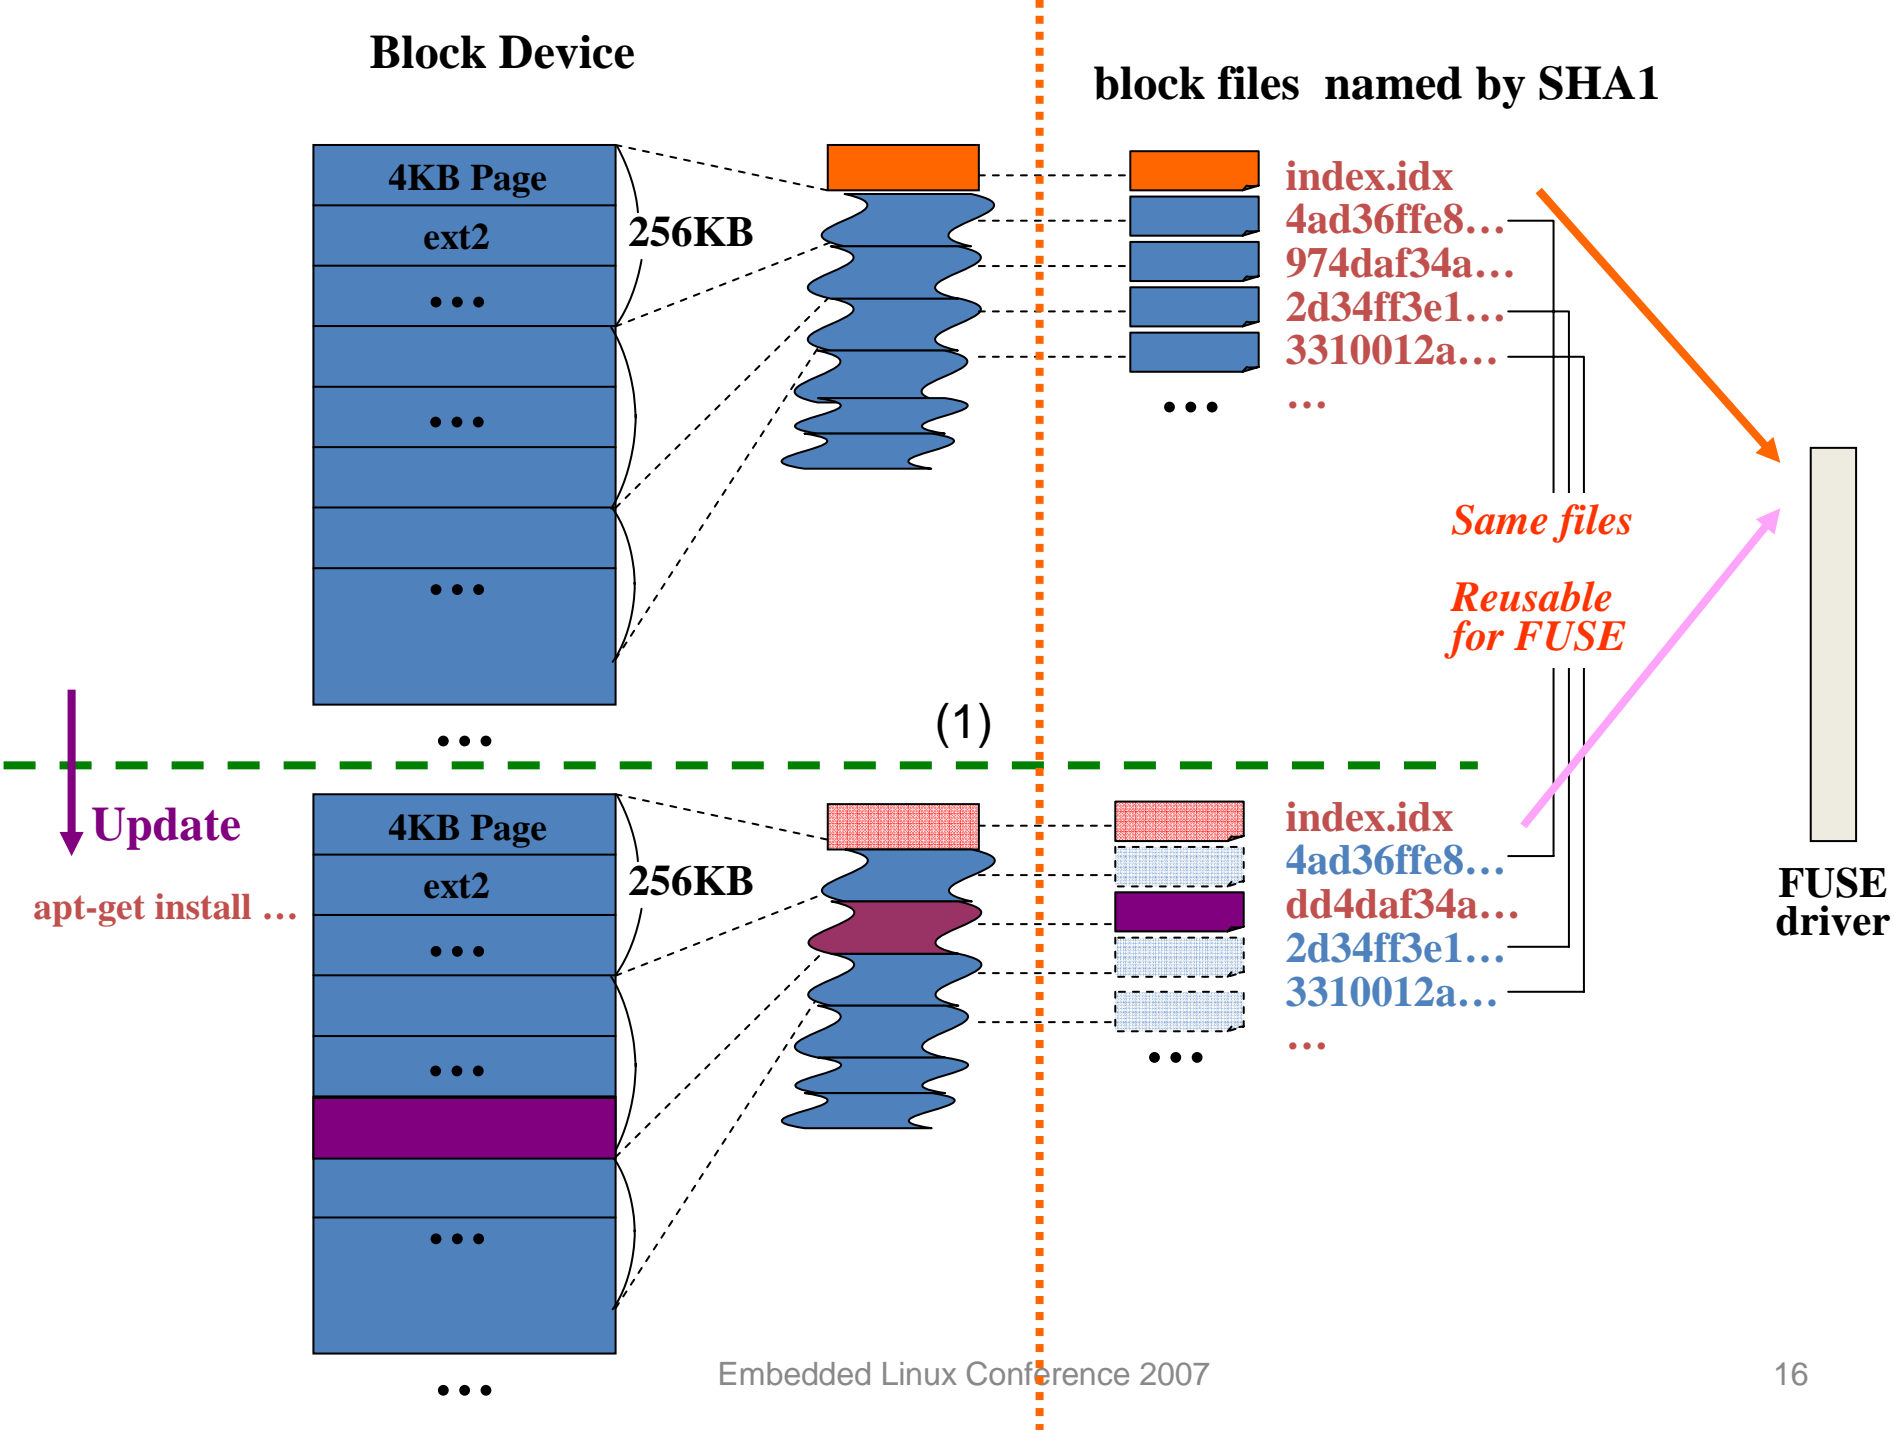 Block Device
block files named by SHA1
4KB Page
ext2
...
256KB
...
...
...
index.idx
4ad36ffe8...
974daf34a...
2d34ff3e1...
3310012a...
...
...
Same files
Reusable
for FUSE
(1)
Update
apt-get install ...
4KB Page
ext2
...
256KB
...
...
...
index.idx
4ad36ffe8...
dd4daf34a...
2d34ff3e1...
3310012a...
...
...
FUSE
driver
Embedded Linux Conference 2007
16